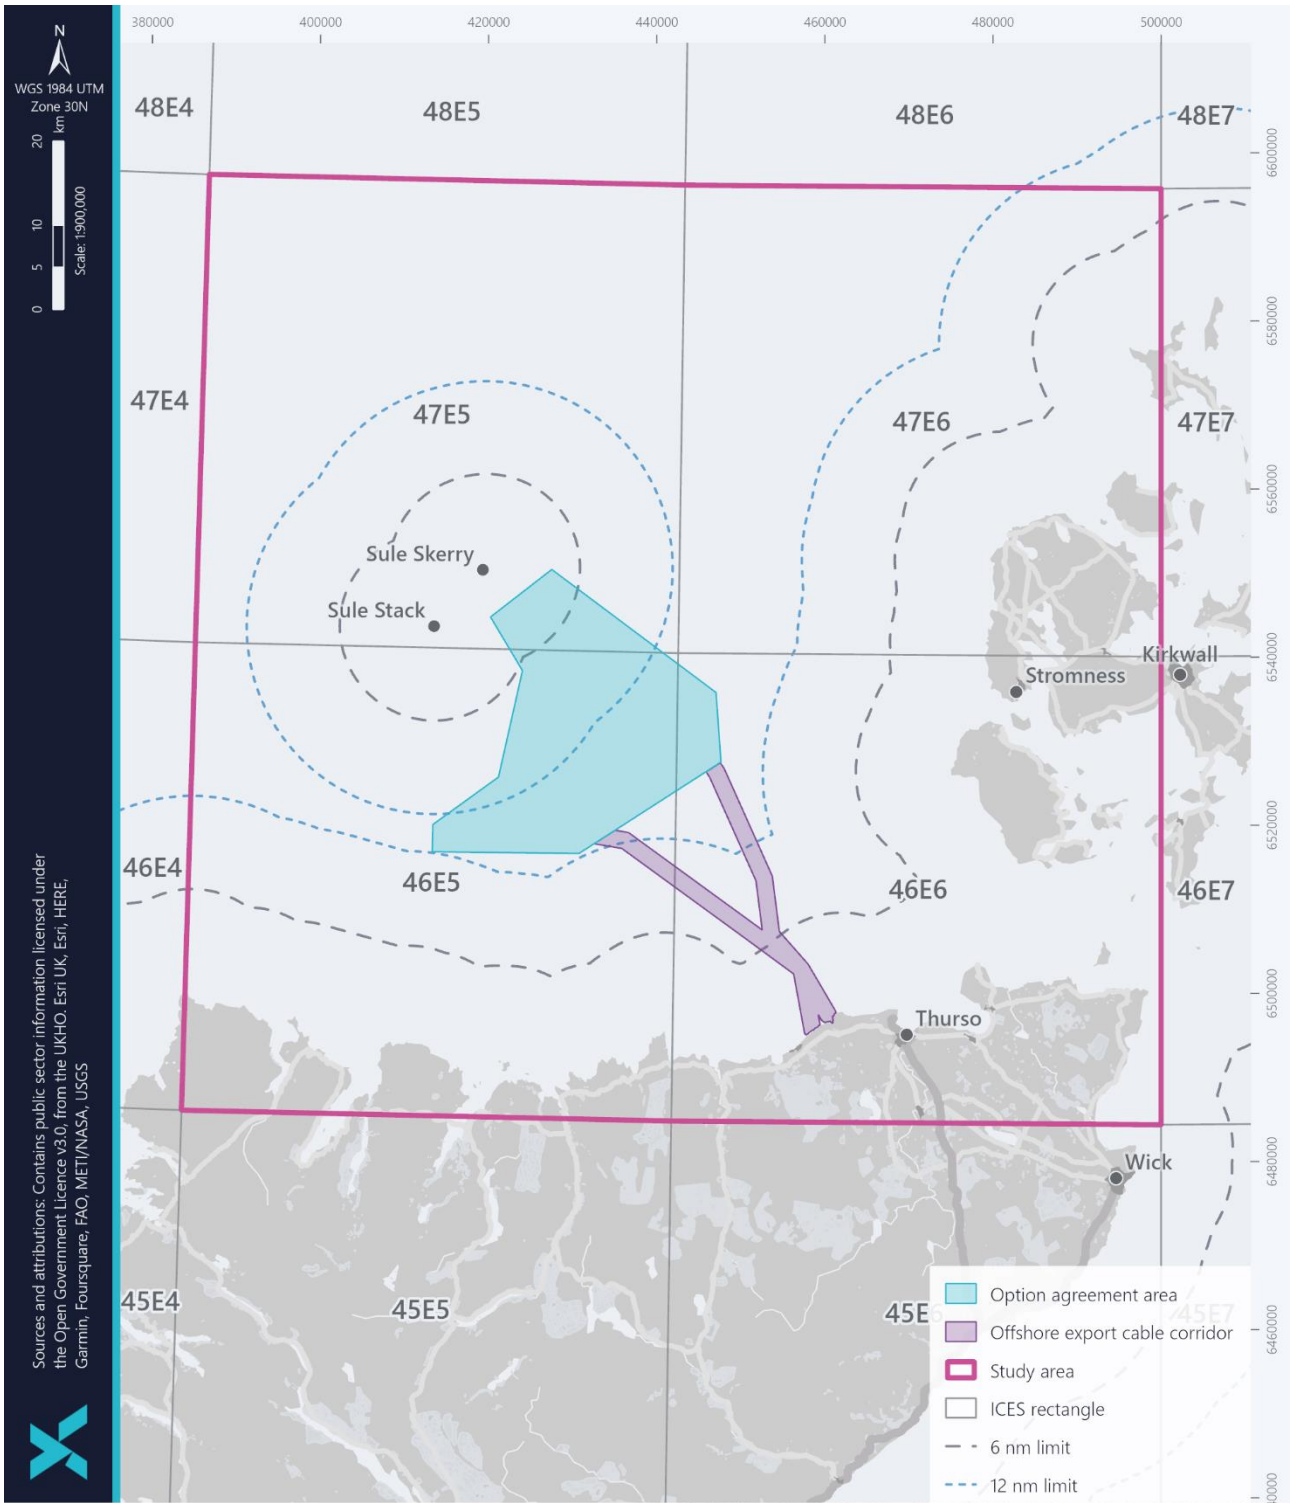 380000
400000
420000
440000
460000
480000
500000
N
WGS 1984 UTM
Zone 30N
km
20
10
5
0
Scale: 1:900,000
48E4
48E5
48E6
48E7
6600000
6580000
47E4
47E5
47E6
47E7
6560000
Sule Skerry
Sule Stack
6540000
Kirkwall
Stromness
6520000
46E4
46E5
46E6
46E7
6500000
Thurso
6480000
Wick
45E4
45E5
45E6
45E7
6460000
Option agreement area
Offshore export cable corridor
Study area
ICES rectangle
6 nm limit
12 nm limit
Sources and attributions: Contains public sector information licensed under
the Open Government Licence v3.0, from the UKHO. Esri UK, Esri, HERE,
Garmin, Foursquare, FAO, METI/NASA, USGS